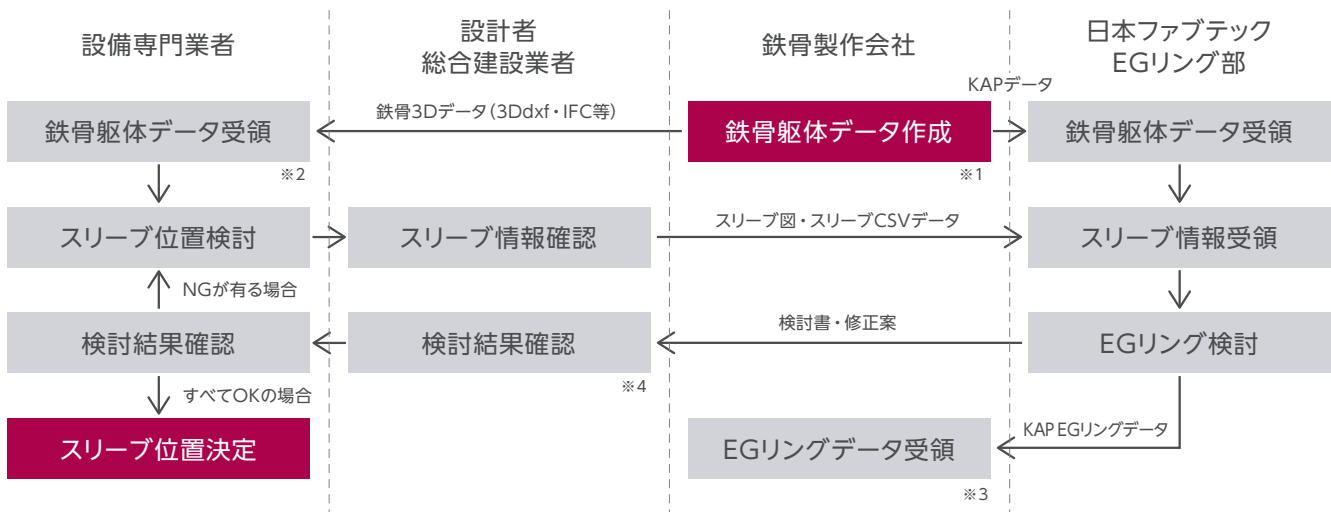 設備専門業者
設計者
総合建設業者
鉄骨製作会社
日本ファブテック
EGリング部
KAPデータ
鉄骨躯体データ受領
鉄骨3Dデータ(3Ddxf・IFC等)
鉄骨躯体データ作成
鉄骨躯体データ受領
※2
※1
スリーブ位置検討
スリーブ情報確認
スリーブ図・スリーブCSVデータ
スリーブ情報受領
NGが有る場合
検討結果確認
検討結果確認
検討書・修正案
EGリング検討
※4
すべてOKの場合
スリーブ位置決定
EGリングデータ受領
KAP EGリングデータ
※3